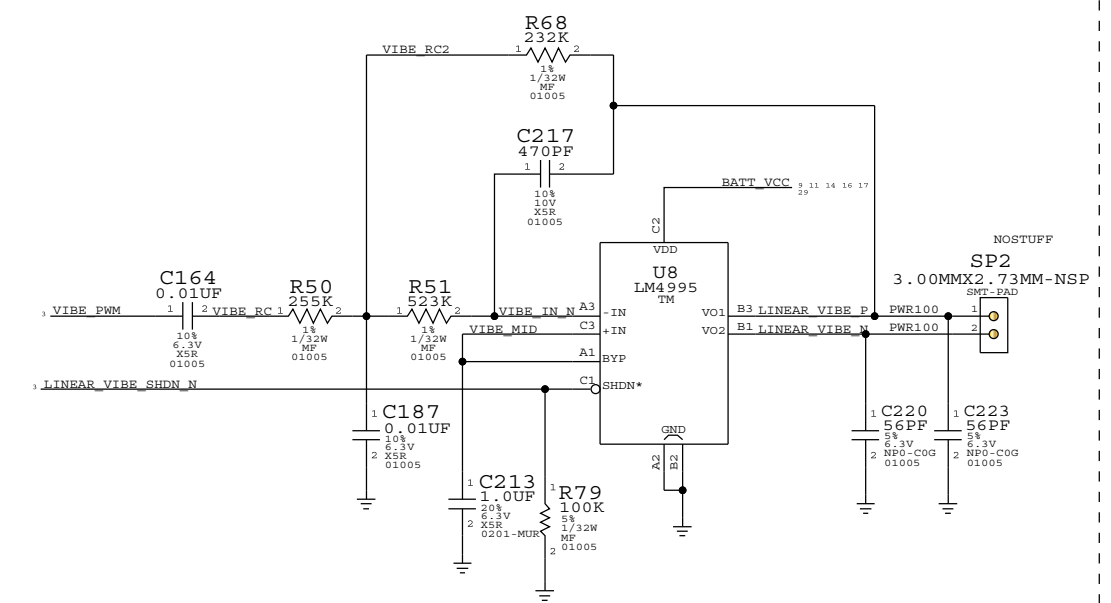 R68
232K
VIBE_RC2
1 2
1%
1/32W
MF
01005
C217
470PF
1 2
10%
10V
X5R
01005
BATT_VCC
9 11 14 16 17
29
C2
VDD
U8
LM4995
TM
NOSTUFF
SP2
3.00MMX2.73MM-NSP
SMT-PAD
C164
0.01UF
3 VIBE_PWM 1 2 VIBE_RC
10%
6.3V
X5R
01005
R50
255K
1 2
1%
1/32W
MF
01005
R51
523K
1 2
1%
1/32W
MF
01005
VIBE_IN_N A3 -IN
VIBE_MID C3 +IN
A1 BYP
3 LINEAR_VIBE_SHDN_N C1 SHDN*
VO1 B3 LINEAR_VIBE_P PWR100 1
VO2 B1 LINEAR_VIBE_N PWR100 2
GND
A2 B2
C187
0.01UF
1
10%
6.3V
2 X5R
01005
C213
1.0UF
1
20%
6.3V
X5R
2 0201-MUR
R79
100K
1
5%
1/32W
MF
2 01005
C220
56PF
1
5%
6.3V
2 NP0-C0G
01005
C223
56PF
1
5%
6.3V
2 NP0-C0G
01005